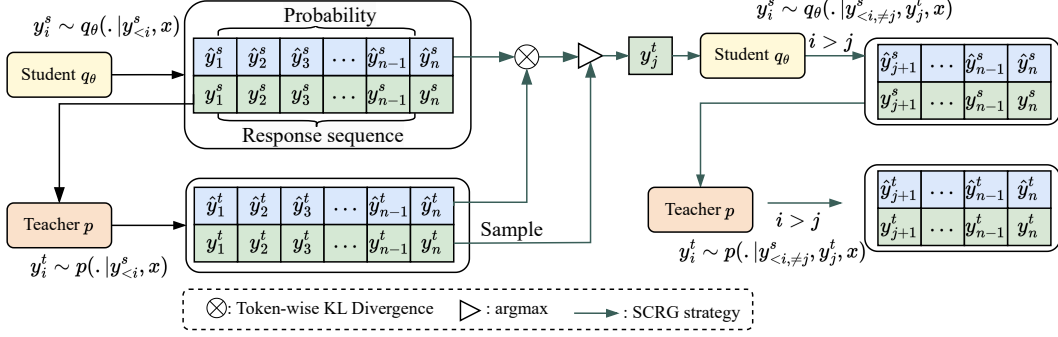 y_i^s ∼ q_θ(. |y_{<i}^s, x)
Probability
Student q_θ
ŷ_1^s ŷ_2^s ŷ_3^s … ŷ_{n−1}^s ŷ_n^s
y_1^s y_2^s y_3^s … y_{n−1}^s y_n^s
Response sequence
Teacher p
ŷ_1^t ŷ_2^t ŷ_3^t … ŷ_{n−1}^t ŷ_n^t
y_1^t y_2^t y_3^t … y_{n−1}^t y_n^t
y_i^t ∼ p(. |y_{<i}^s, x)
Sample
y_j^t
y_i^s ∼ q_θ(. |y_{<i,≠j}^s, y_j^t, x)
Student q_θ
i > j
ŷ_{j+1}^s … ŷ_{n−1}^s ŷ_n^s
y_{j+1}^s … y_{n−1}^s y_n^s
Teacher p
i > j
ŷ_{j+1}^t … ŷ_{n−1}^t ŷ_n^t
y_{j+1}^t … y_{n−1}^t y_n^t
y_i^t ∼ p(. |y_{<i,≠j}^s, y_j^t, x)
: Token-wise KL Divergence : argmax : SCRG strategy